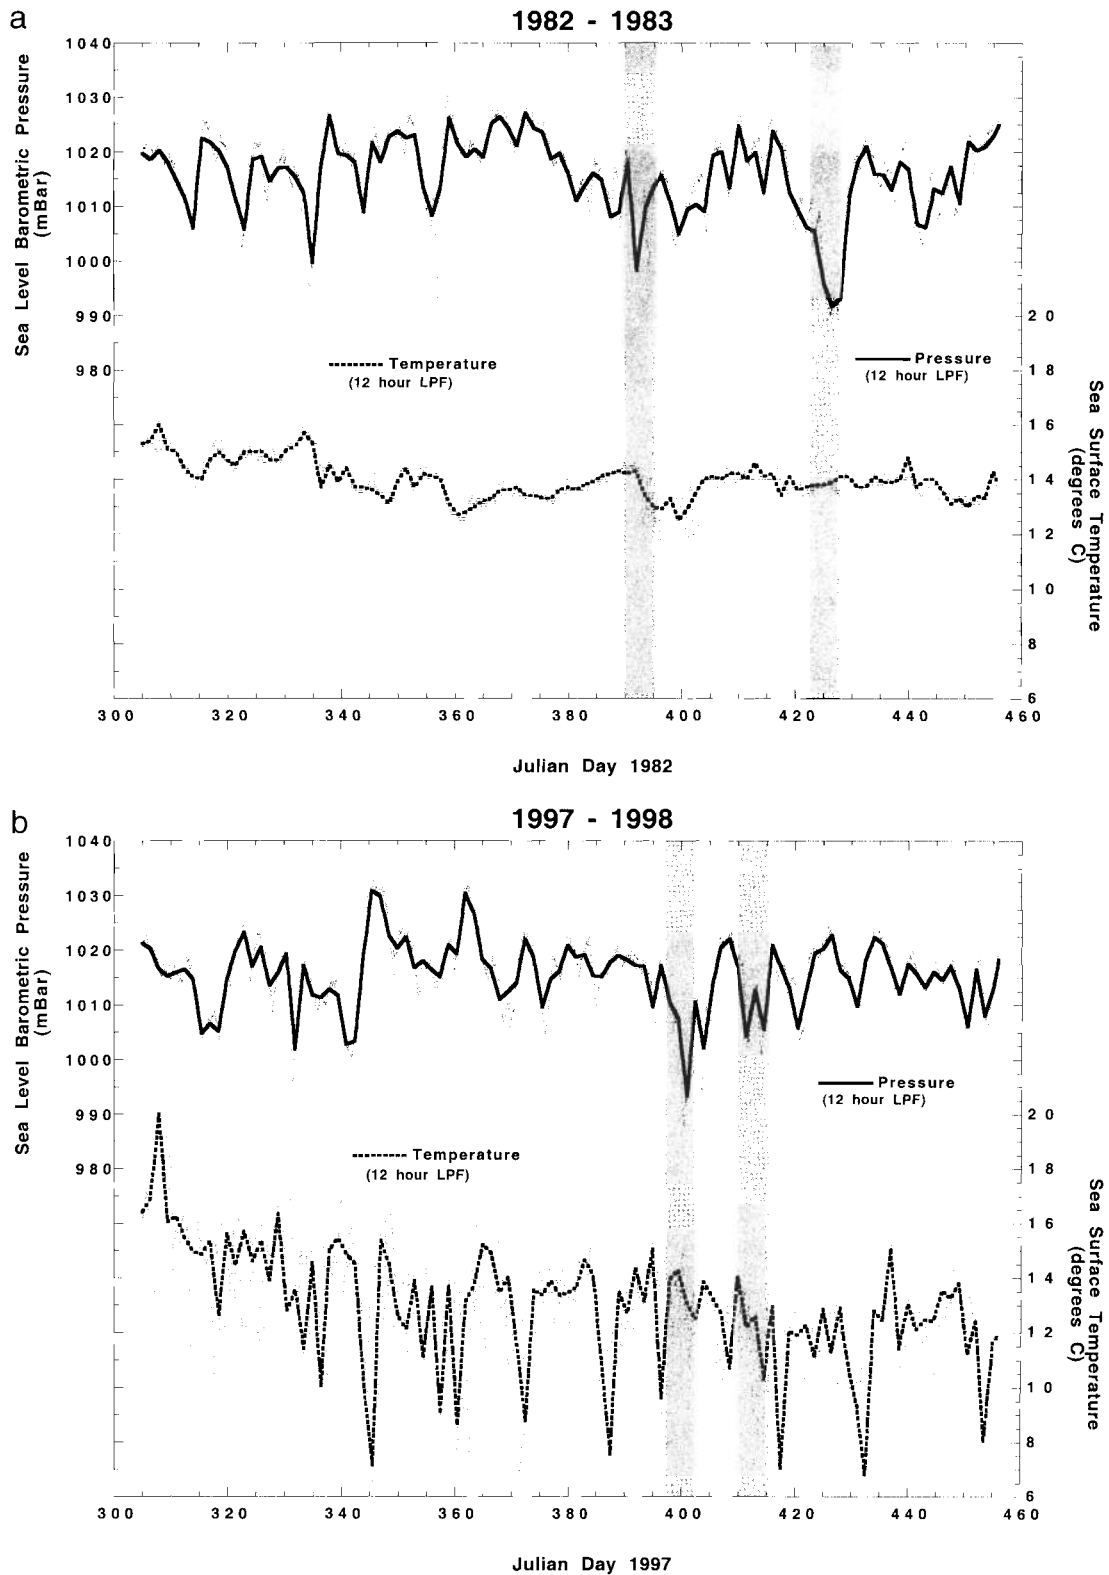 a
1982 - 1983
Sea Level Barometric Pressure
(mBar)
1040
1030
1020
1010
1000
990
980
Temperature
(12 hour LPF)
Pressure
(12 hour LPF)
20
18
16
14
12
10
8
6
Sea Surface Temperature
(degrees C)
300 320 340 360 380 400 420 440 460
Julian Day 1982
b
1997 - 1998
Sea Level Barometric Pressure
(mBar)
1040
1030
1020
1010
1000
990
980
Pressure
(12 hour LPF)
Temperature
(12 hour LPF)
20
18
16
14
12
10
8
6
Sea Surface Temperature
(degrees C)
300 320 340 360 380 400 420 440 460
Julian Day 1997